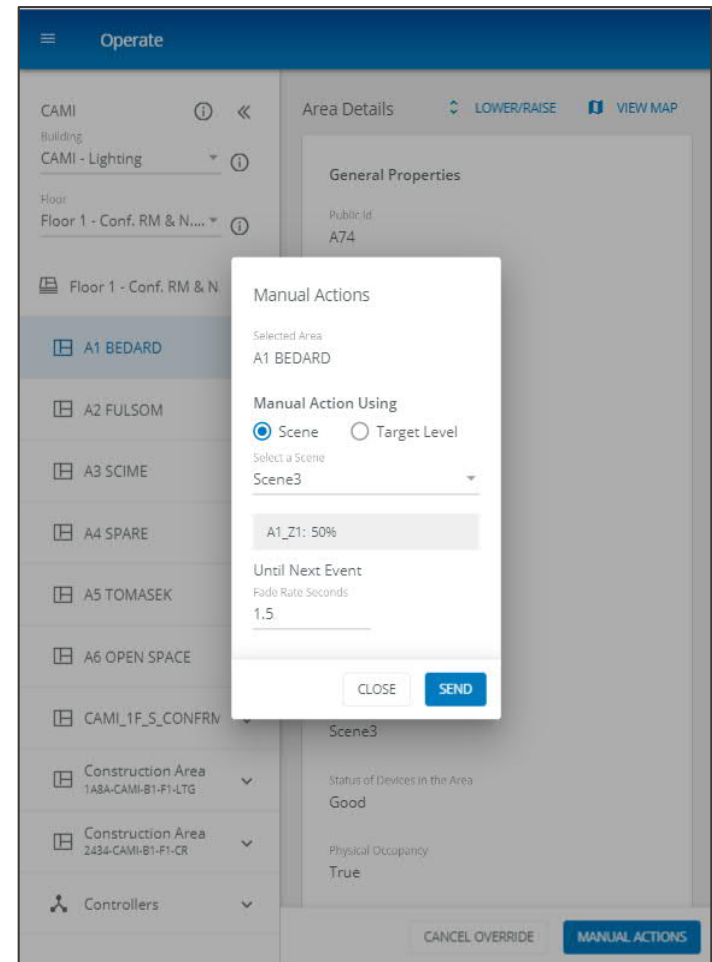 Operate
CAMI
Building
CAMI - Lighting
Floor
Floor 1 - Conf. RM & N....
Floor 1 - Conf. RM & N
A1 BEDARD
A2 FULSOM
A3 SCIME
A4 SPARE
A5 TOMASEK
A6 OPEN SPACE
CAMI_1F_S_CONFRM
Construction Area
1A8A-CAMI-B1-F1-LTG
Construction Area
2434-CAMI-B1-F1-CR
Controllers
Area Details
LOWER/RAISE
VIEW MAP
General Properties
Public Id
A74
Manual Actions
Selected Area
A1 BEDARD
Manual Action Using
Scene
Target Level
Select a Scene
Scene3
A1_Z1: 50%
Until Next Event
Fade Rate Seconds
1.5
CLOSE
SEND
Scene3
Status of Devices in the Area
Good
Physical Occupancy
True
CANCEL OVERRIDE
MANUAL ACTIONS